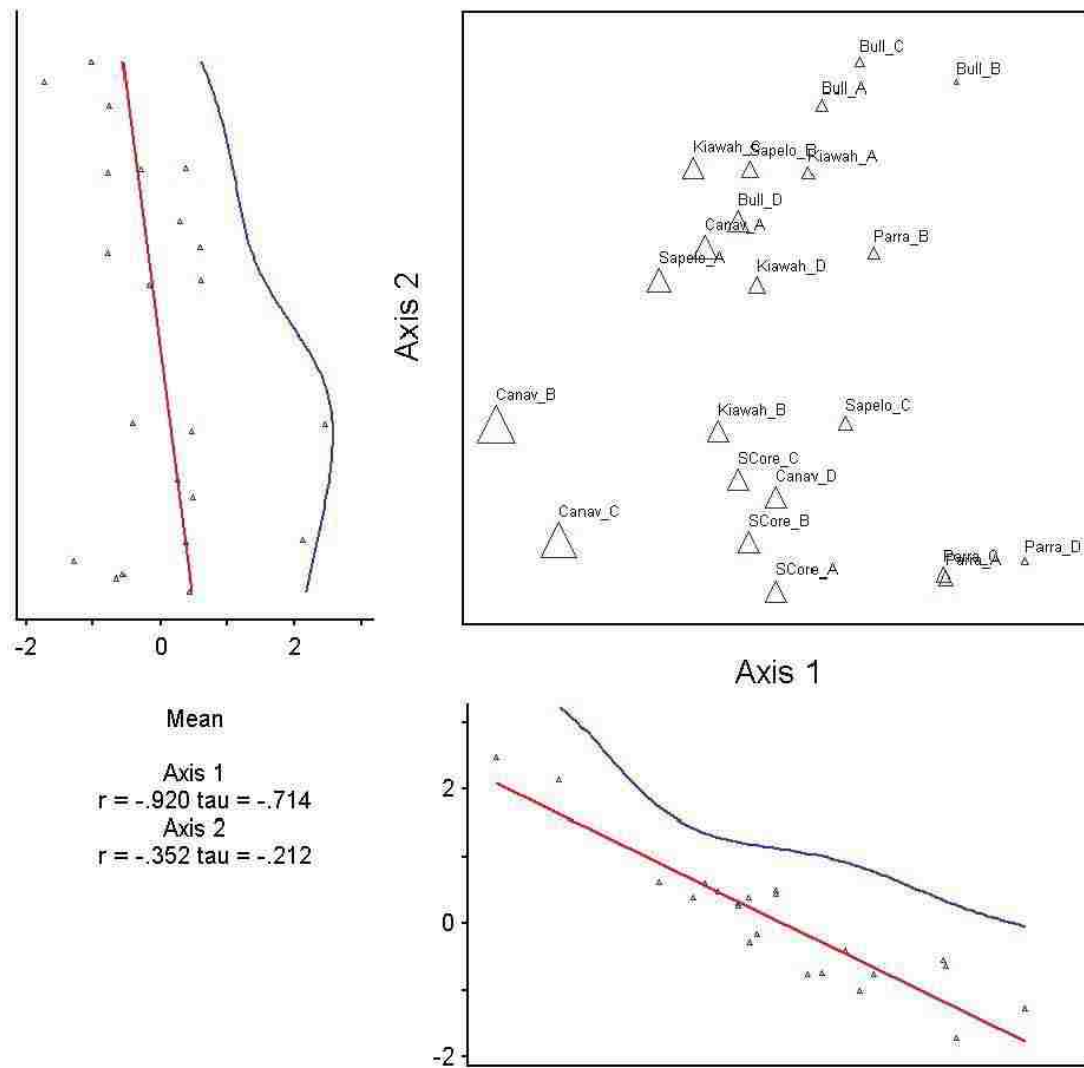 Bull_C
Bull_B
Bull_A
Kiawah_C
Sapelo_B
Kiawah_A
Bull_D
Canav_A
Parra_B
Sapelo_A
Kiawah_D
Axis 2
Canav_B
Kiawah_B
Sapelo_C
SCore_C
Canav_D
Canav_C
SCore_B
Parra_C
Parra_D
Parra_A
SCore_A
-2 0 2
Axis 1
Mean
Axis 1
r = -.920 tau = -.714
Axis 2
r = -.352 tau = -.212
2
0
-2